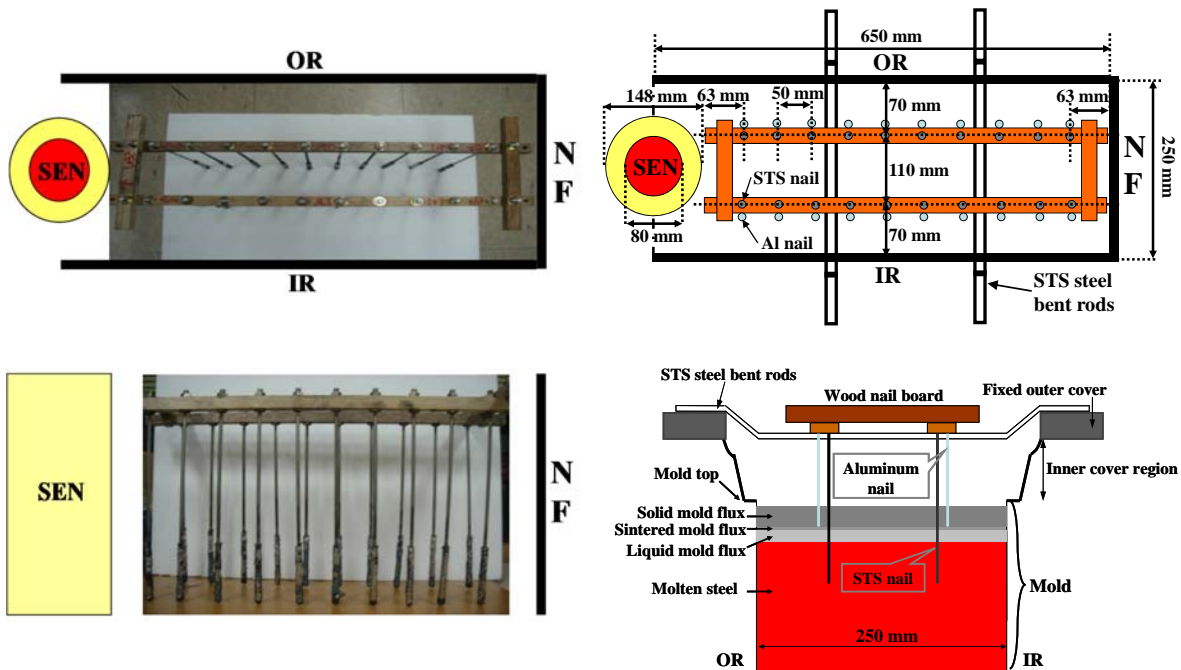 OR
SEN
N
F
IR
650 mm
OR
148 mm
63 mm
50 mm
70 mm
63 mm
SEN
STS nail
110 mm
N
F
250 mm
80 mm
Al nail
70 mm
IR
STS steel
bent rods
SEN
N
F
STS steel bent rods
Wood nail board
Fixed outer cover
Mold top
Aluminum
nail
Inner cover region
Solid mold flux
Sintered mold flux
Liquid mold flux
STS nail
Molten steel
Mold
250 mm
OR
IR